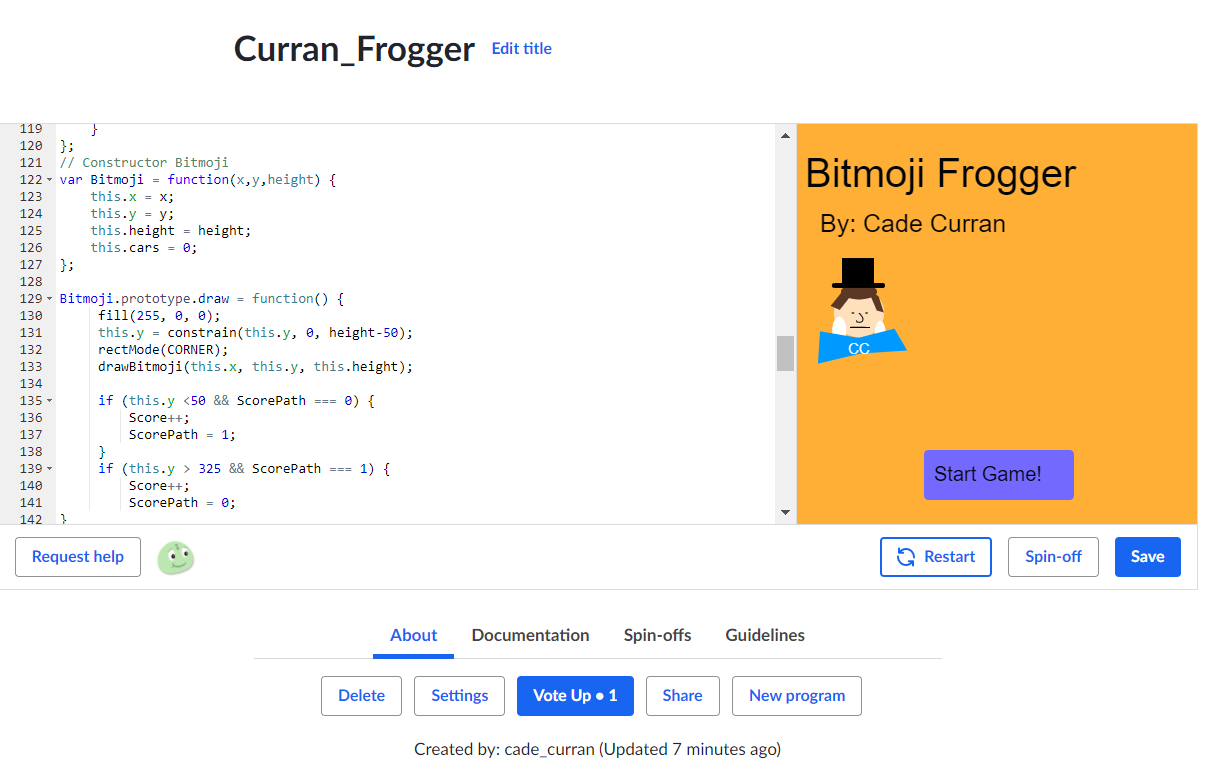 Curran_Frogger Edit title
119 }
120 };
121 // Constructor Bitmoji
122 var Bitmoji = function(x,y,height) {
123 this.x = x;
124 this.y = y;
125 this.height = height;
126 this.cars = 0;
127 };
128
129 Bitmoji.prototype.draw = function() {
130 fill(255, 0, 0);
131 this.y = constrain(this.y, 0, height-50);
132 rectMode(CORNER);
133 drawBitmoji(this.x, this.y, this.height);
134
135 if (this.y <50 && ScorePath === 0) {
136 Score++;
137 ScorePath = 1;
138 }
139 if (this.y > 325 && ScorePath === 1) {
140 Score++;
141 ScorePath = 0;
142 }
Bitmoji Frogger
By: Cade Curran
CC
Start Game!
Request help Restart Spin-off Save
About Documentation Spin-offs Guidelines
Delete Settings Vote Up • 1 Share New program
Created by: cade_curran (Updated 7 minutes ago)